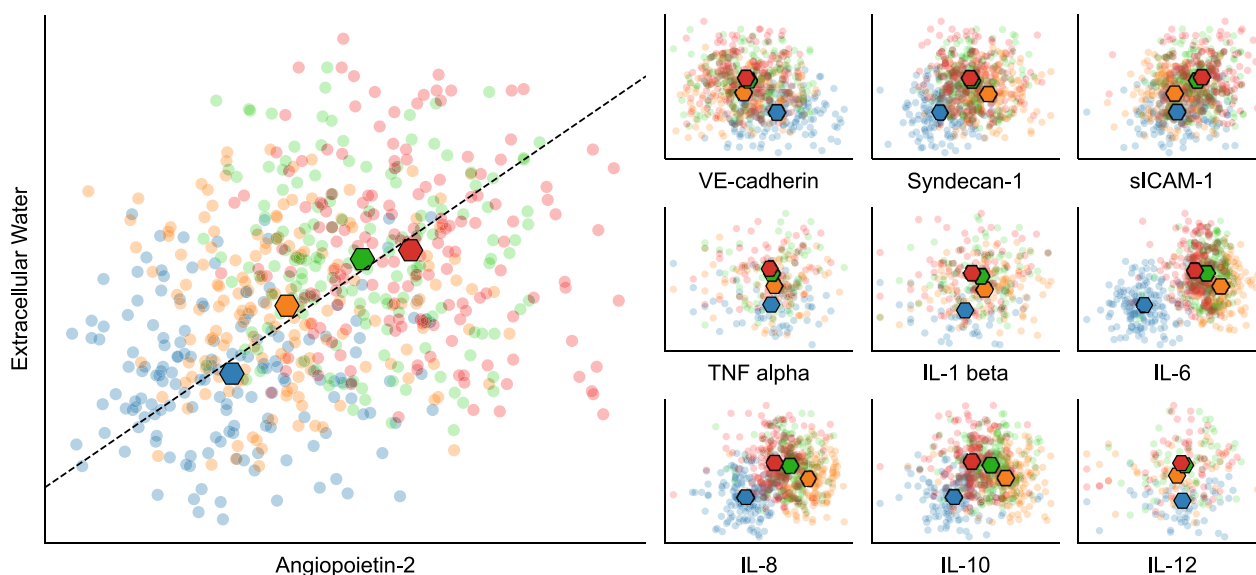 Extracellular Water
Angiopoietin-2
VE-cadherin
Syndecan-1
sICAM-1
TNF alpha
IL-1 beta
IL-6
IL-8
IL-10
IL-12